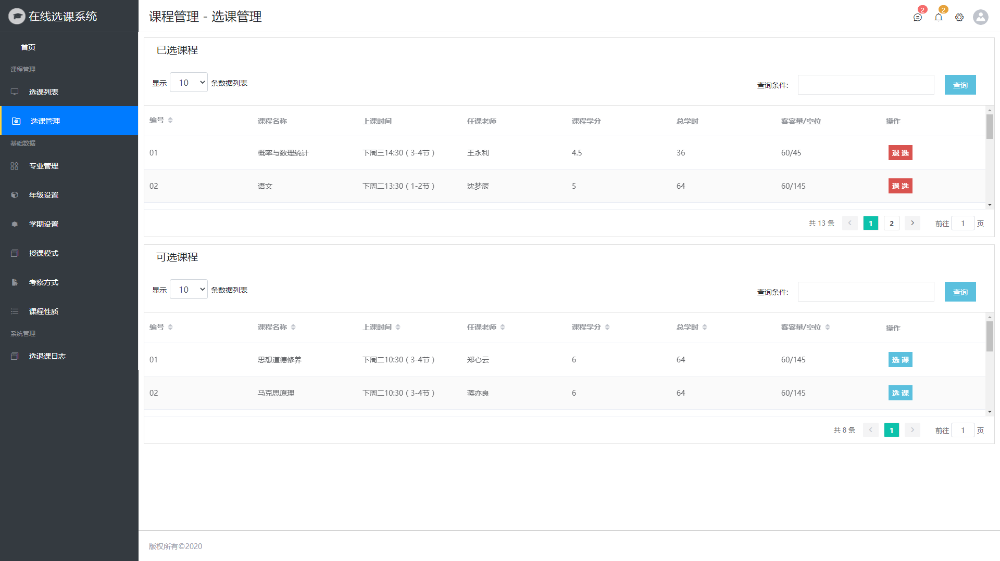 在线选课系统
课程管理 - 选课管理
2
2
首页
课程管理
选课列表
选课管理
基础数据
专业管理
年级设置
学期设置
授课模式
考察方式
课程性质
系统管理
选退课日志
已选课程
显示 10 条数据列表
查询条件: 查询
编号 课程名称 上课时间 任课老师 课程学分 总学时 客容量/空位 操作
01 概率与数理统计 下周三14:30 ( 3-4节 ) 王永利 4.5 36 60/45 退 选
02 语文 下周二13:30 ( 1-2节 ) 沈梦辰 5 64 60/145 退 选
共 13 条 1 2 前往 1 页
可选课程
显示 10 条数据列表
查询条件: 查询
编号 课程名称 上课时间 任课老师 课程学分 总学时 客容量/空位 操作
01 思想道德修养 下周二10:30 ( 3-4节 ) 郑心云 6 64 60/145 选 课
02 马克思原理 下周二10:30 ( 3-4节 ) 蒋亦良 6 64 60/145 选 课
共 8 条 1 前往 1 页
版权所有©2020